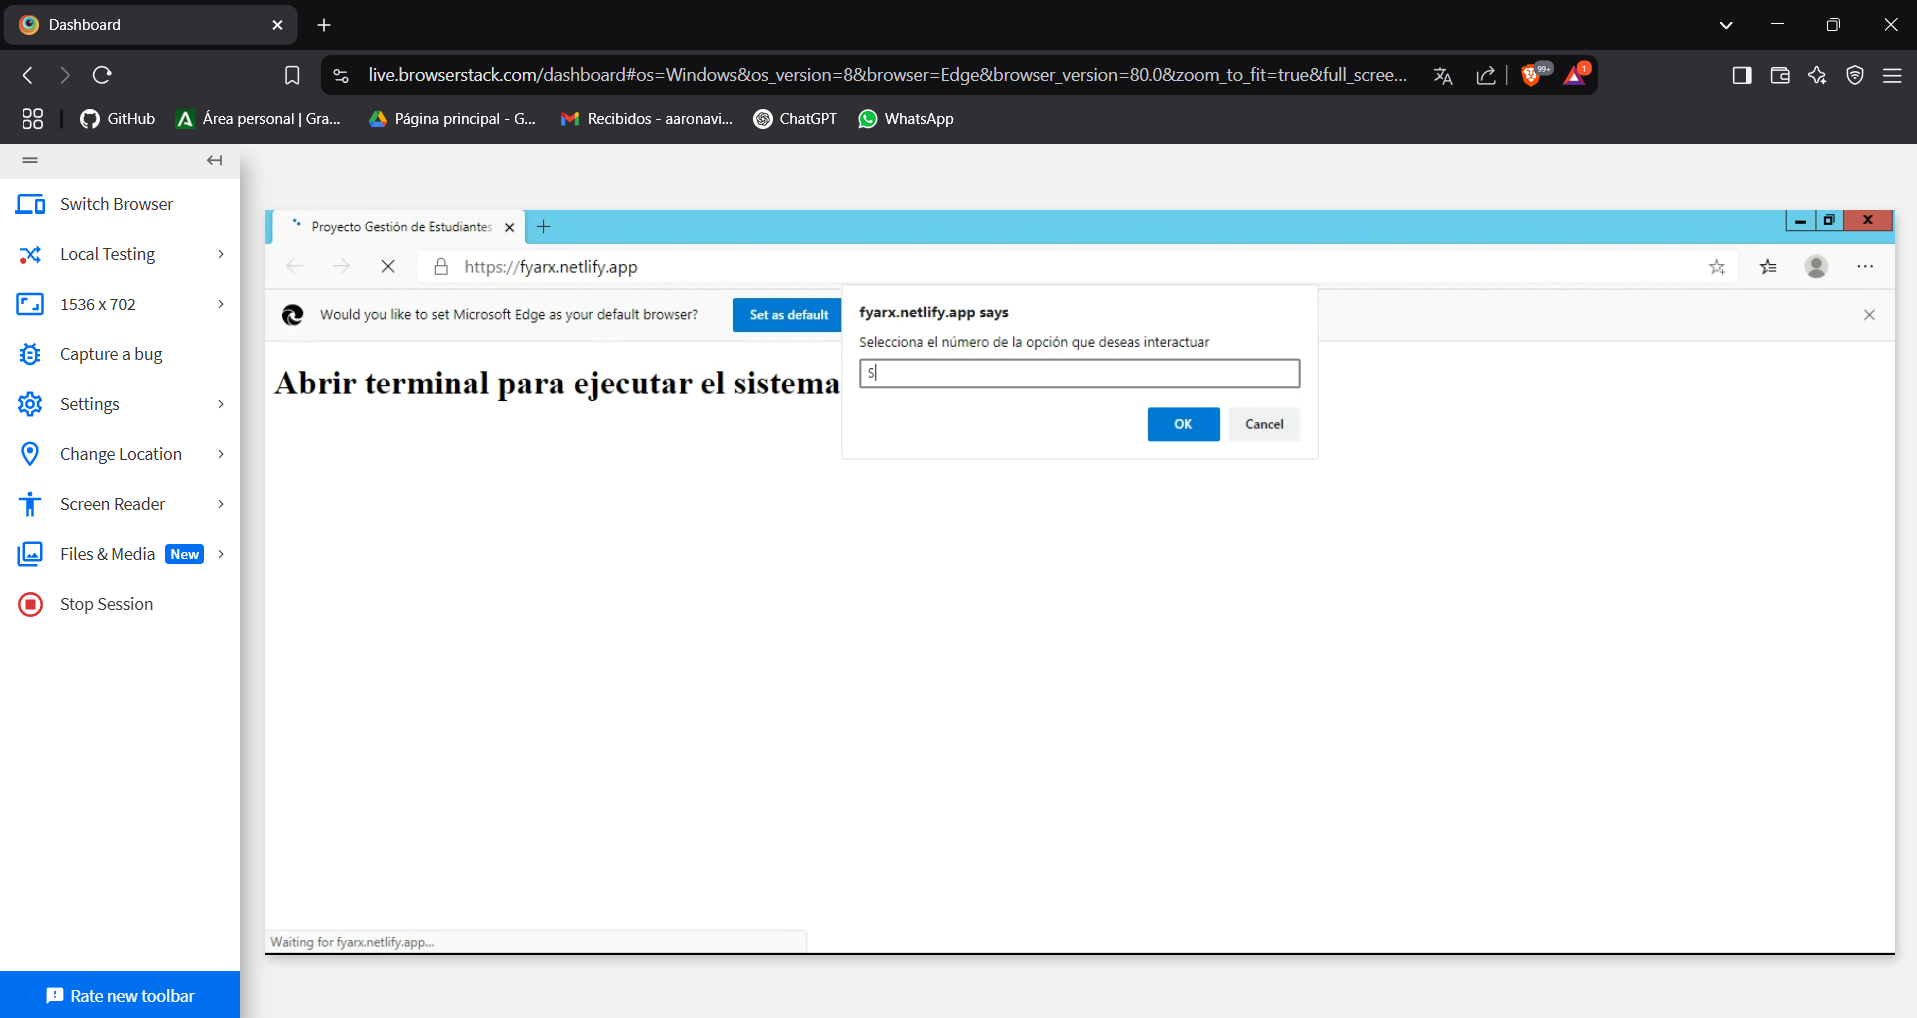 Dashboard
live.browserstack.com/dashboard#os=Windows&os_version=8&browser=Edge&browser_version=80.0&zoom_to_fit=true&full_scree...
99+
1
GitHub
Área personal | Gra...
Página principal - G...
Recibidos - aaronavi...
ChatGPT
WhatsApp
Switch Browser
Local Testing
1536 x 702
Capture a bug
Settings
Change Location
Screen Reader
Files & Media New
Stop Session
Rate new toolbar
Proyecto Gestión de Estudiantes
https://fyarx.netlify.app
Would you like to set Microsoft Edge as your default browser?
Set as default
fyarx.netlify.app says
Selecciona el número de la opción que deseas interactuar
S
OK
Cancel
Abrir terminal para ejecutar el sistema
Waiting for fyarx.netlify.app...